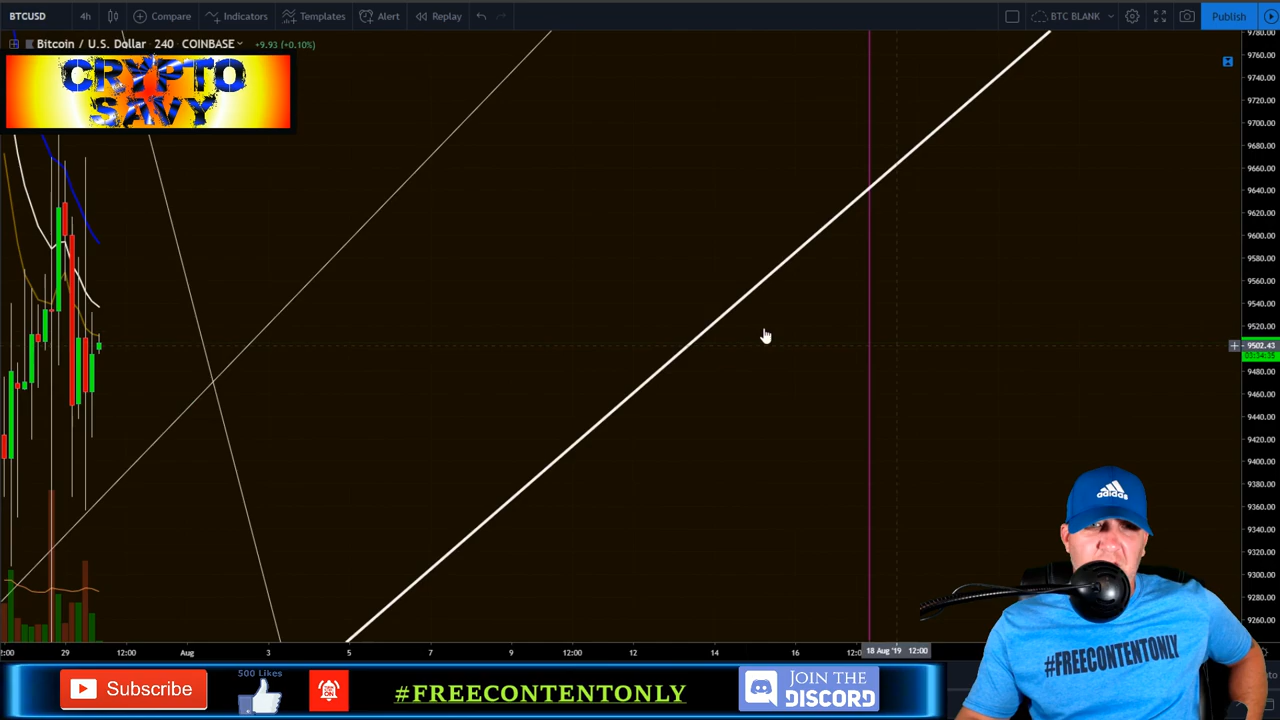 BTCUSD 4h Compare Indicators Templates Alert Replay BTC BLANK Publish
Bitcoin / U.S. Dollar 240 COINBASE +9.93 (+0.10%)
CRYPTO
SAVY
9780.00
9760.00
9740.00
9720.00
9700.00
9680.00
9660.00
9640.00
9620.00
9600.00
9580.00
9560.00
9540.00
9520.00
9502.43
9480.00
9460.00
9440.00
9420.00
9400.00
9380.00
9360.00
9340.00
9320.00
9300.00
9280.00
9260.00
adidas
#FREECONTENTONLY
29 12:00 Aug 3 5 7 9 12:00 12 14 16 18 Aug '19 12:00
Subscribe
500 Likes
#FREECONTENTONLY
JOIN THE
DISCORD